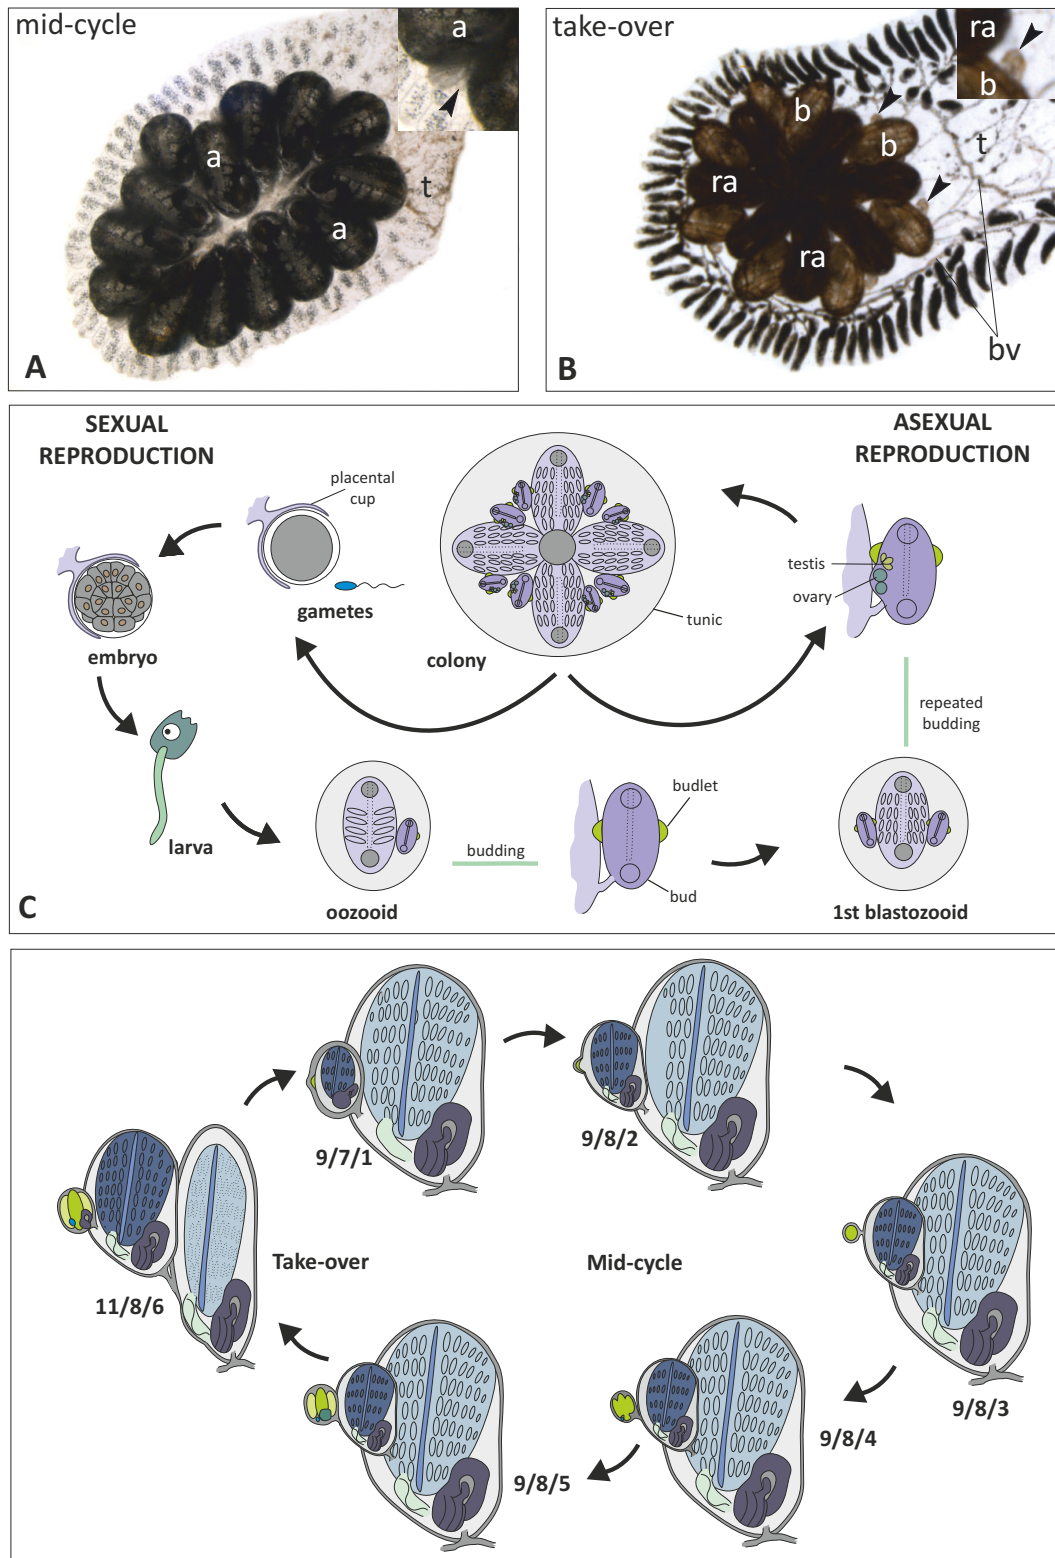 mid-cycle
a
a
a
t
A
take-over
ra
b
b
b
t
ra
ra
bv
B
SEXUAL
REPRODUCTION
ASEXUAL
REPRODUCTION
placental
cup
gametes
embryo
larva
colony
tunic
testis
ovary
repeated
budding
oozooid
budding
budlet
bud
1st blastozooid
C
9/7/1
9/8/2
Take-over
Mid-cycle
11/8/6
9/8/3
9/8/4
9/8/5